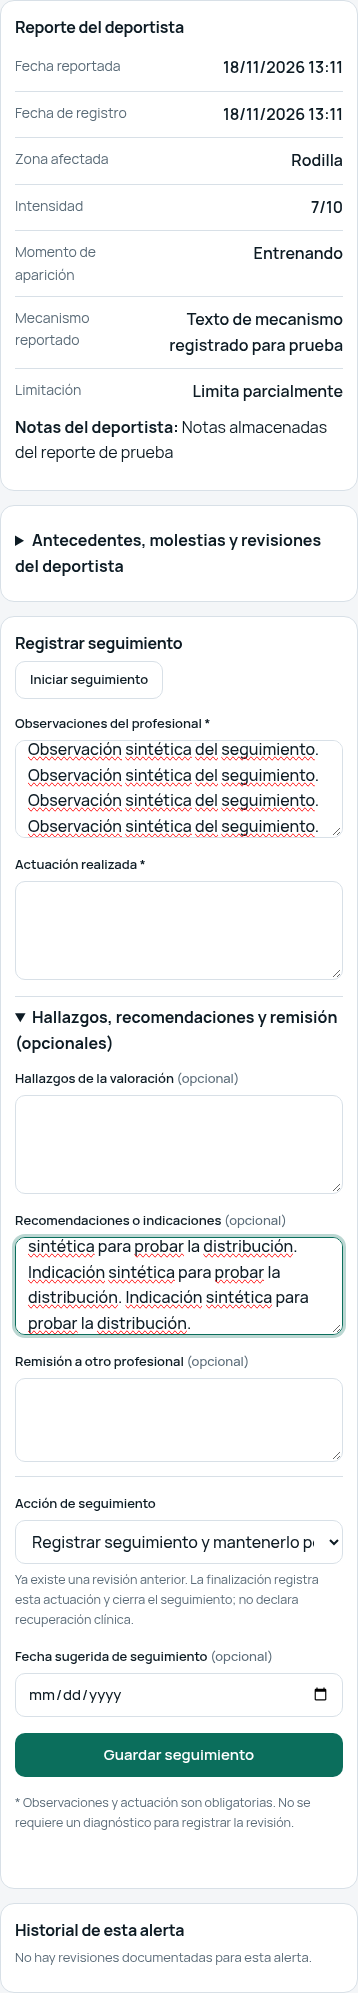 Reporte del deportista
Fecha reportada 18/11/2026 13:11
Fecha de registro 18/11/2026 13:11
Zona afectada Rodilla
Intensidad 7/10
Momento de aparición Entrenando
Mecanismo reportado Texto de mecanismo registrado para prueba
Limitación Limita parcialmente
Notas del deportista: Notas almacenadas
del reporte de prueba
▶ Antecedentes, molestias y revisiones
del deportista
Registrar seguimiento
Iniciar seguimiento
Observaciones del profesional *
Observación sintética del seguimiento.
Observación sintética del seguimiento.
Observación sintética del seguimiento.
Observación sintética del seguimiento.
Actuación realizada *
▼ Hallazgos, recomendaciones y remisión
(opcionales)
Hallazgos de la valoración (opcional)
Recomendaciones o indicaciones (opcional)
sintética para probar la distribución.
Indicación sintética para probar la
distribución. Indicación sintética para
probar la distribución.
Remisión a otro profesional (opcional)
Acción de seguimiento
Registrar seguimiento y mantenerlo
Ya existe una revisión anterior. La finalización registra
esta actuación y cierra el seguimiento; no declara
recuperación clínica.
Fecha sugerida de seguimiento (opcional)
mm/dd/yyyy
Guardar seguimiento
* Observaciones y actuación son obligatorias. No se
requiere un diagnóstico para registrar la revisión.
Historial de esta alerta
No hay revisiones documentadas para esta alerta.